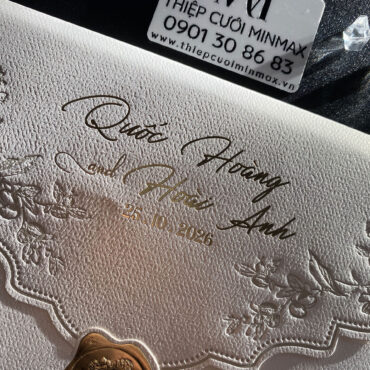 THIỆP CƯỚI MINMAX
0901 30 86 83
www.thiepcuoiminmax.vn
Quốc Hoàng
and Hoài Anh
25.10.2026